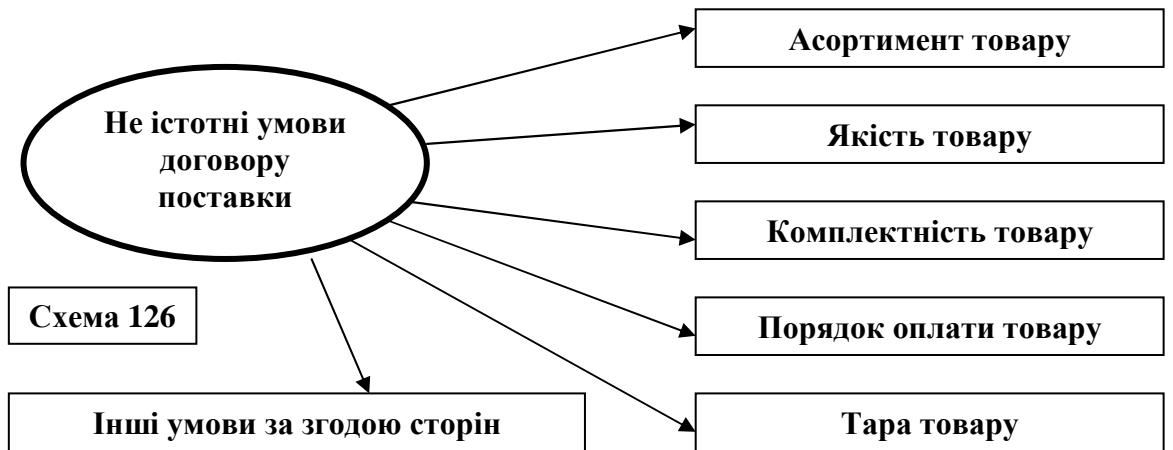 Не істотні умови
договору
поставки
Асортимент товару
Якість товару
Комплектність товару
Порядок оплати товару
Тара товару
Схема 126
Інші умови за згодою сторін